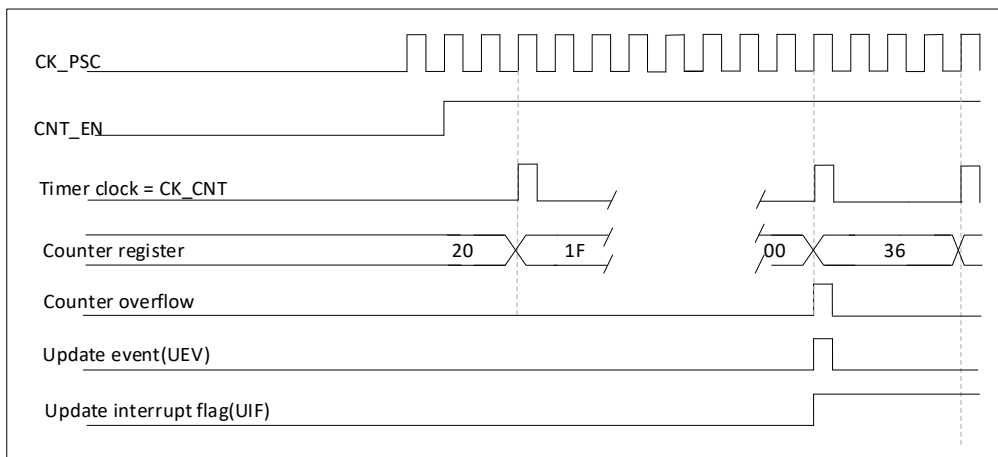 CK_PSC
CNT_EN
Timer clock = CK_CNT
Counter register 20 1F 00 36
Counter overflow
Update event(UEV)
Update interrupt flag(UIF)